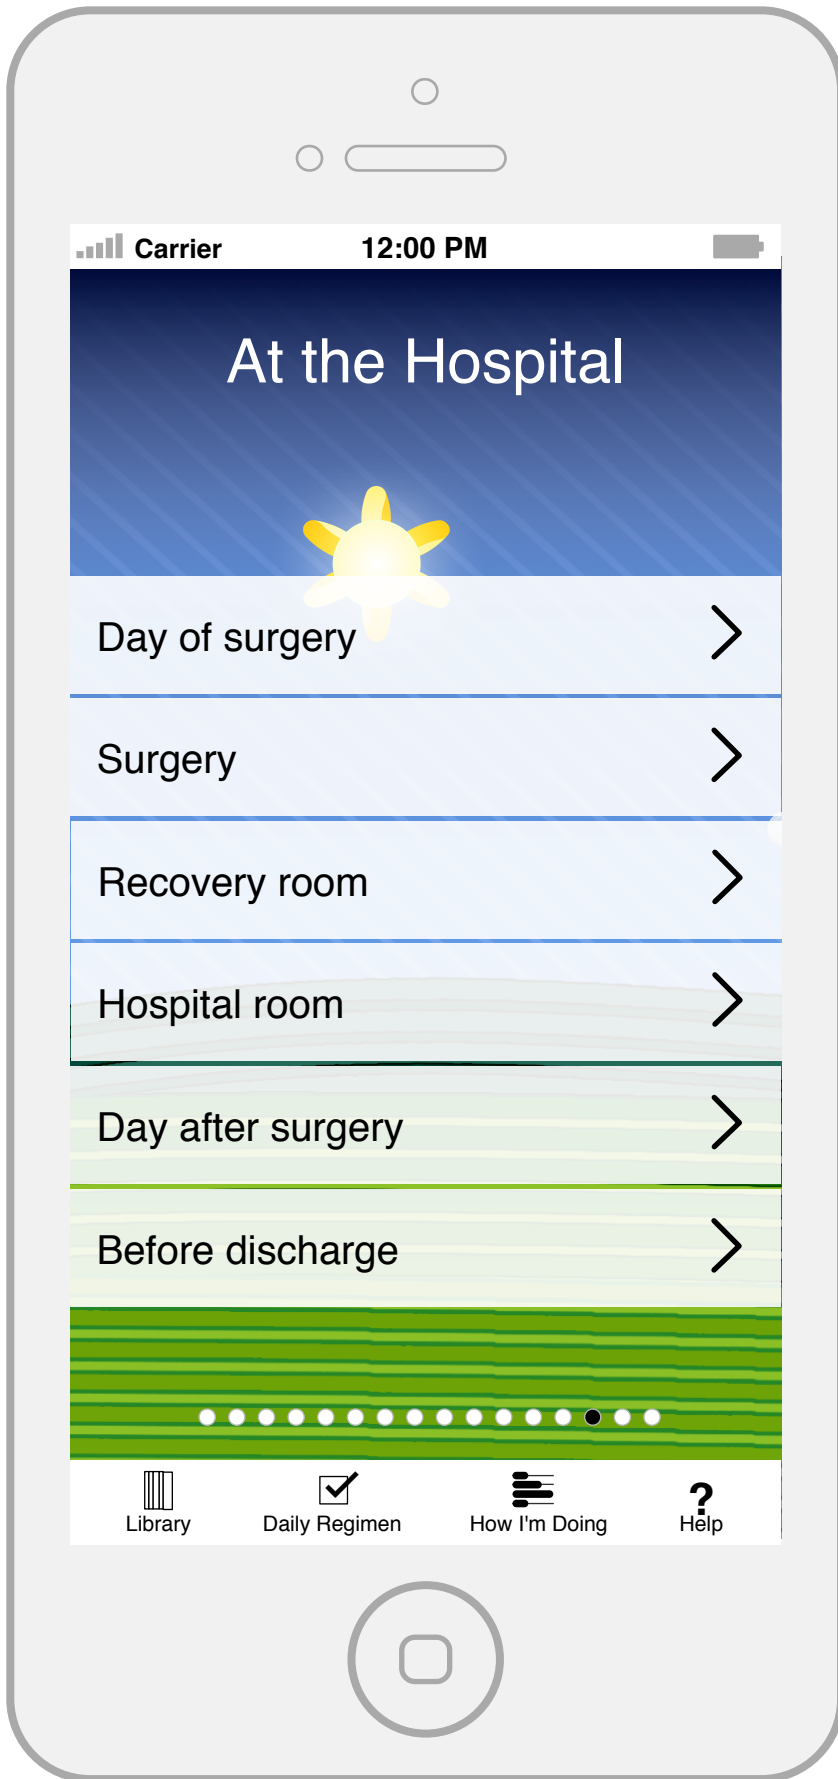 Carrier 12:00 PM
At the Hospital
Day of surgery
Surgery
Recovery room
Hospital room
Day after surgery
Before discharge
?
Library Daily Regimen How I'm Doing Help